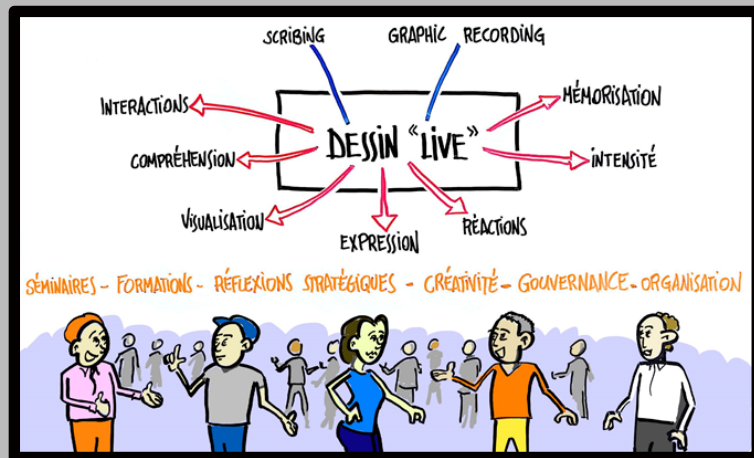 SCRIBING
GRAPHIC RECORDING
INTERACTIONS
MÉMORISATION
DESSIN "LIVE"
COMPRÉHENSION
INTENSITÉ
VISUALISATION
RÉACTIONS
EXPRESSION
SÉMINAIRES - FORMATIONS - RÉFLEXIONS STRATÉGIQUES - CRÉATIVITÉ - GOUVERNANCE - ORGANISATION